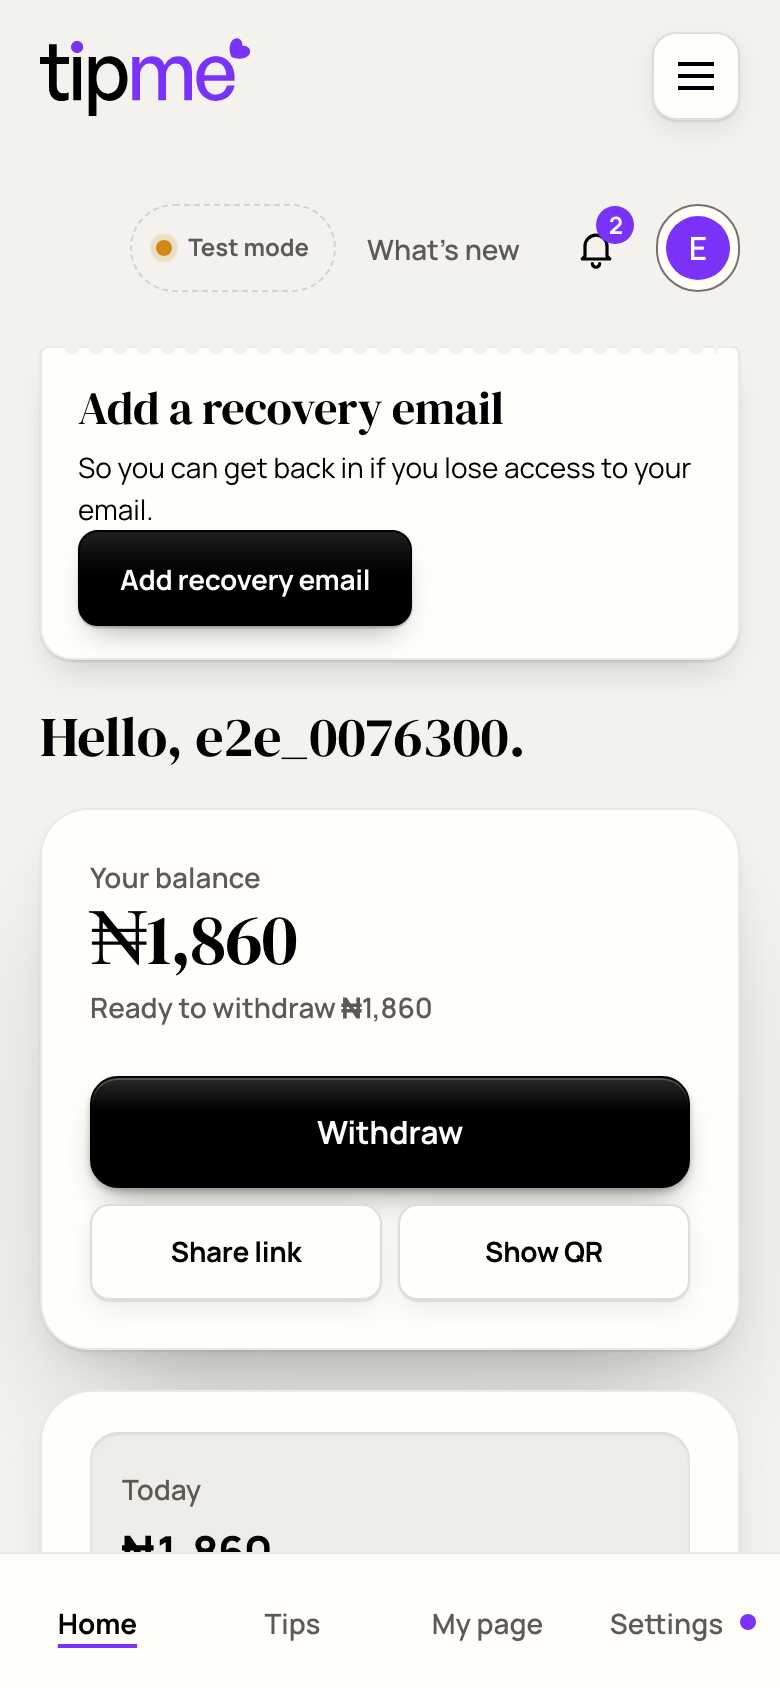 tipme
Test mode
What's new
2
E
Add a recovery email
So you can get back in if you lose access to your
email.
Add recovery email
Hello, e2e_0076300.
Your balance
₦1,860
Ready to withdraw ₦1,860
Withdraw
Share link
Show QR
Today
₦1,860
Home
Tips
My page
Settings